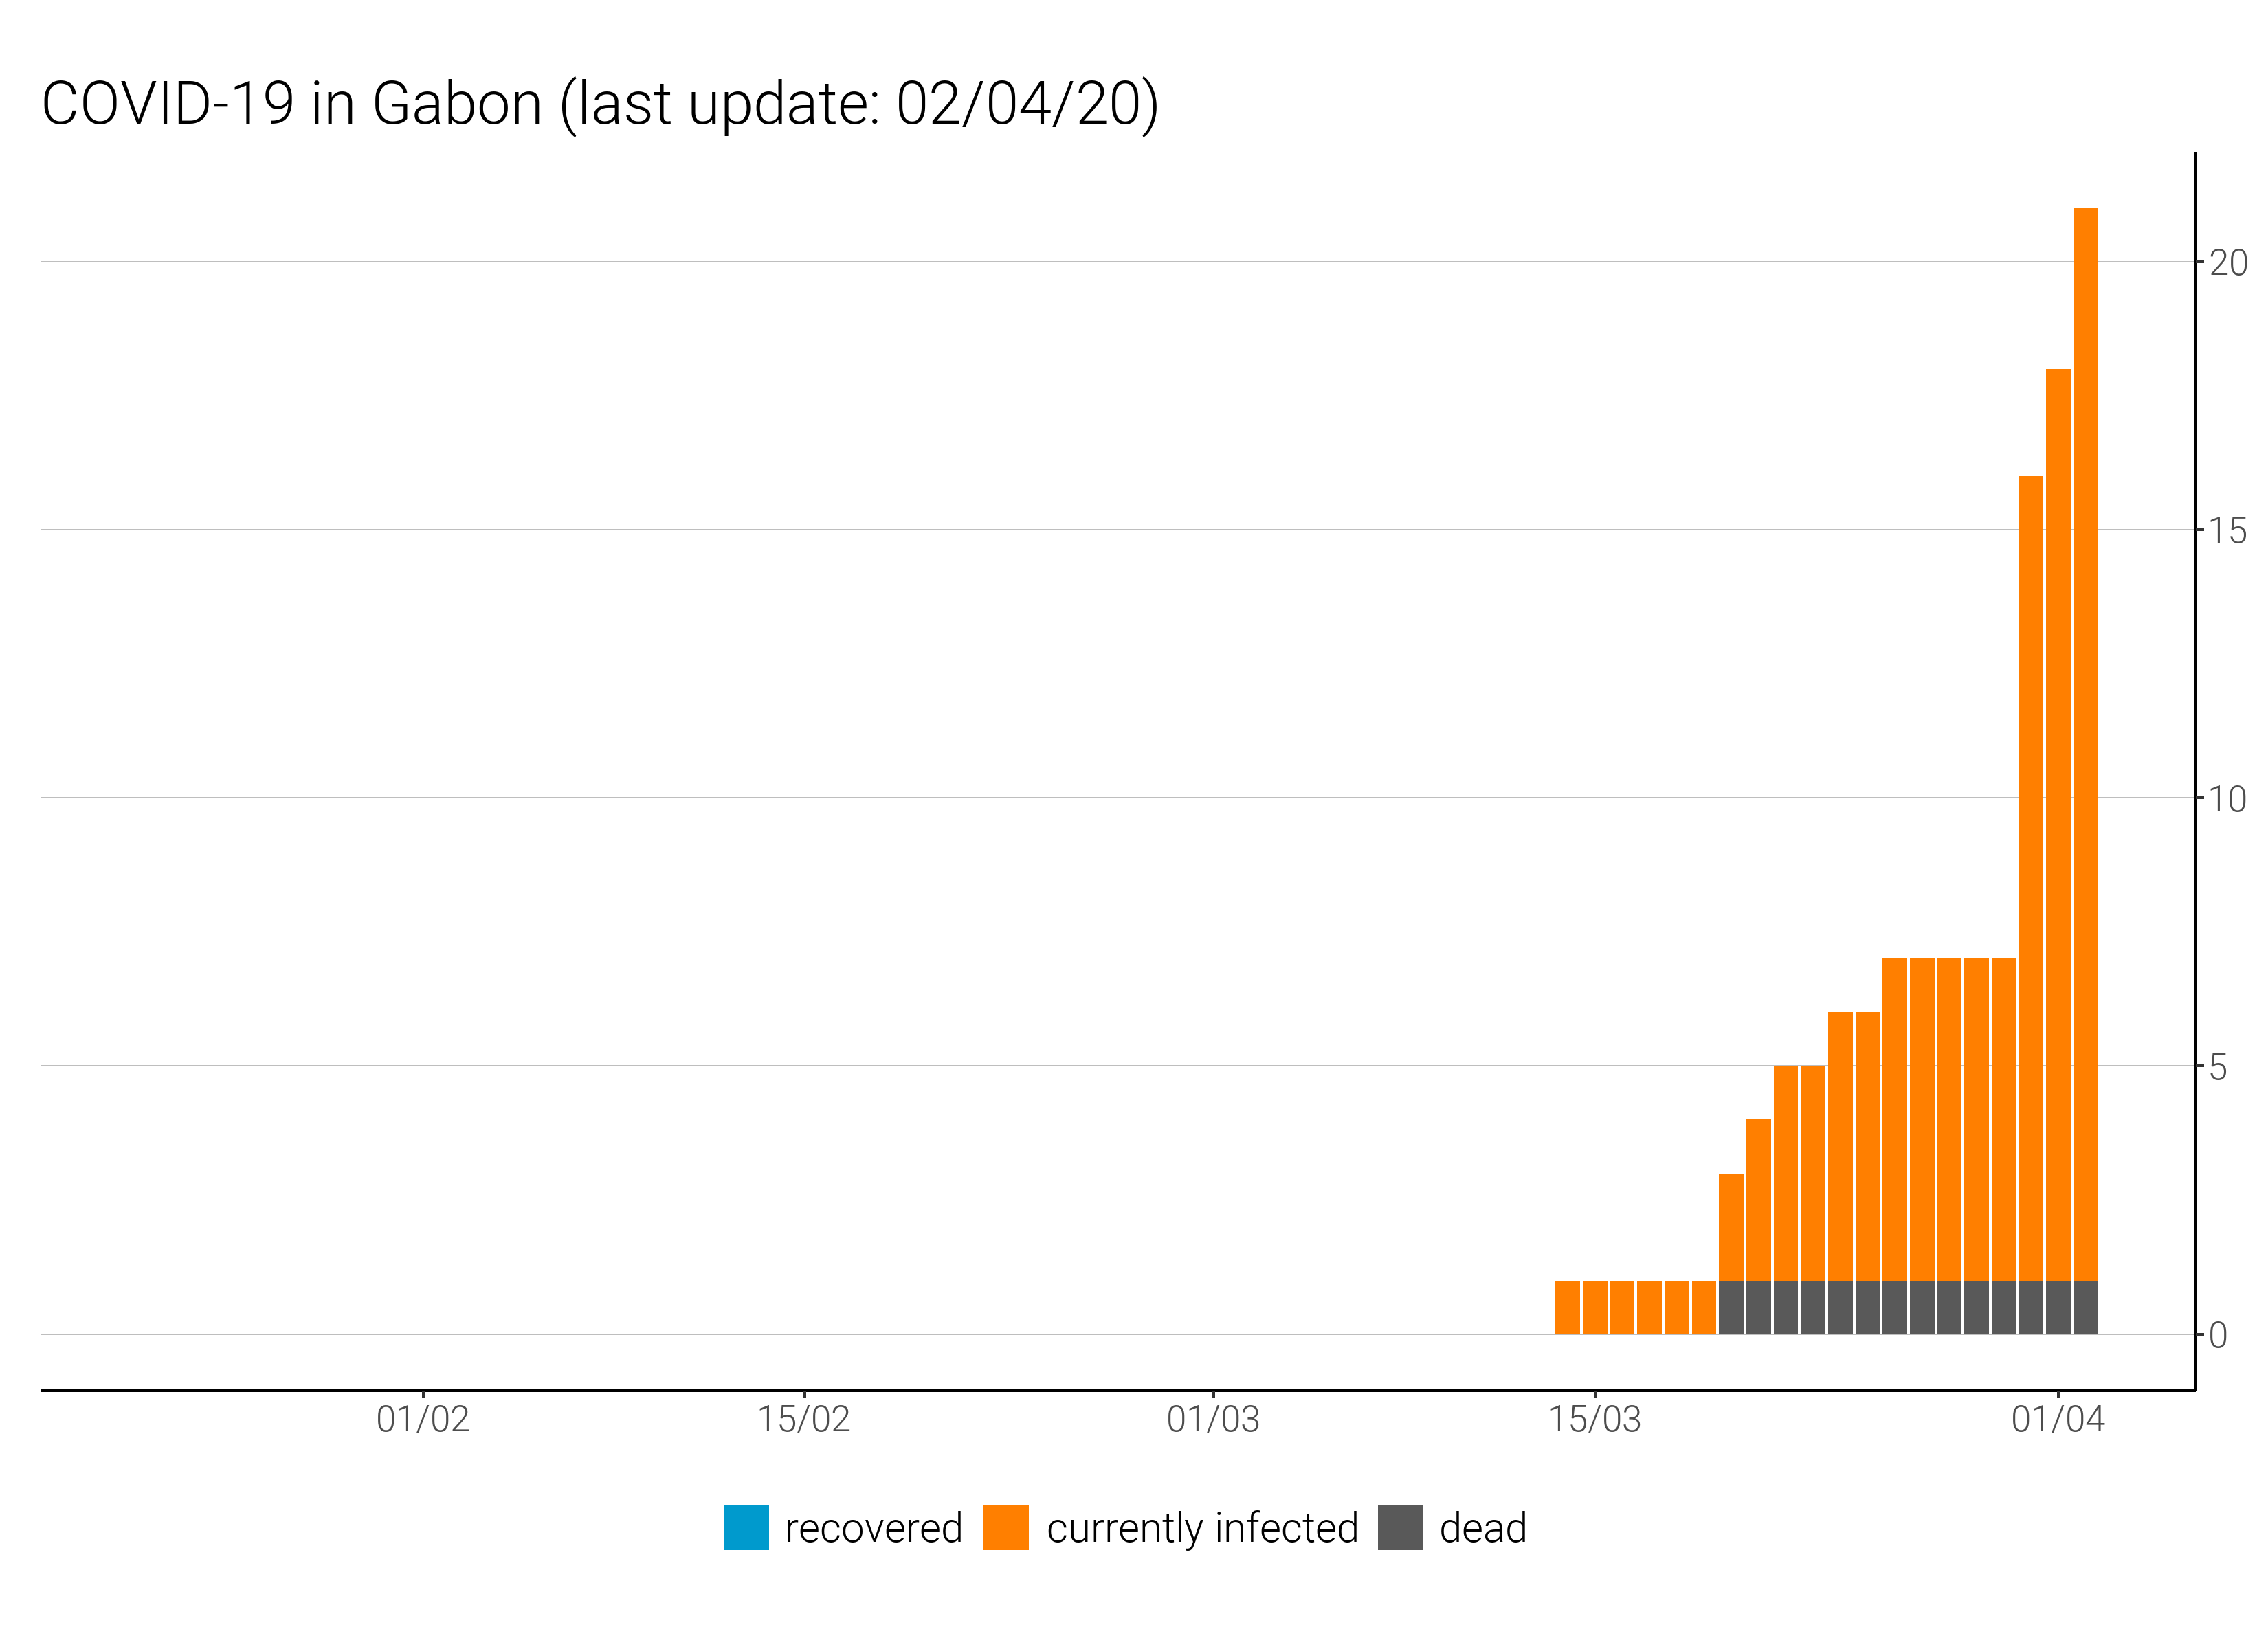 COVID-19 in Gabon (last update: 02/04/20)
20
15
10
5
0
01/02 15/02 01/03 15/03 01/04
recovered currently infected dead